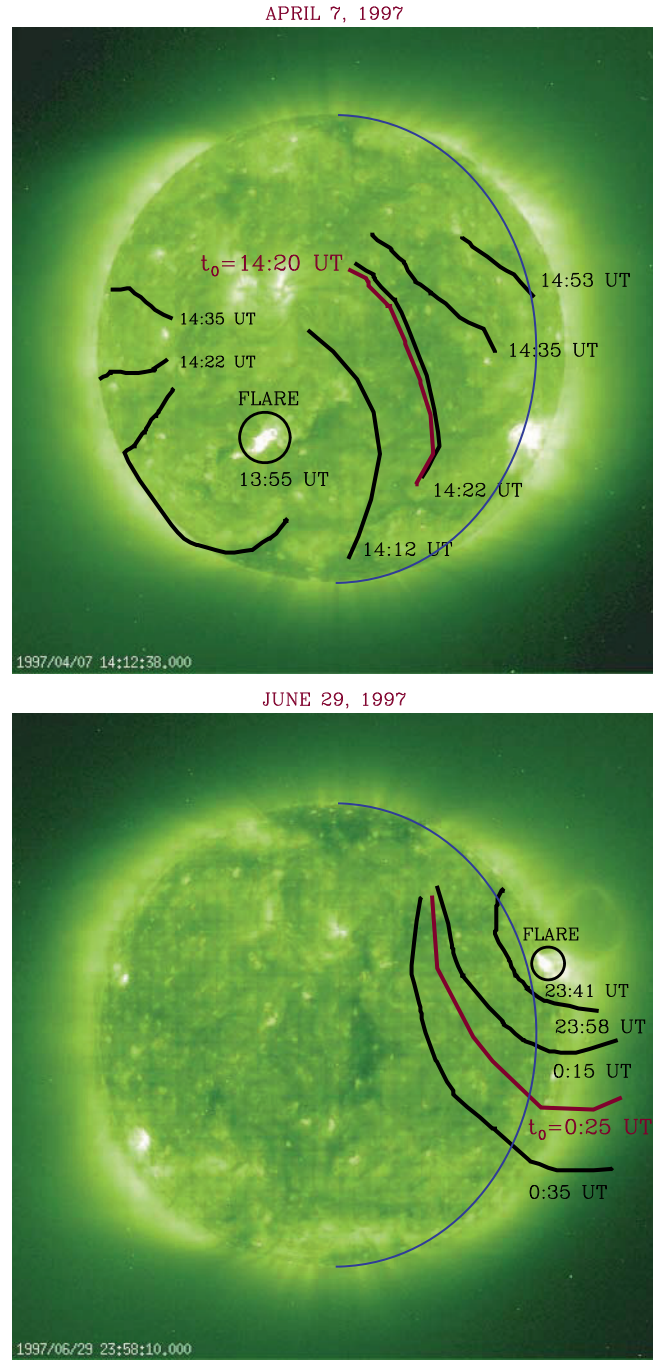 APRIL 7, 1997
t₀=14:20 UT
14:53 UT
14:35 UT
14:35 UT
14:22 UT
FLARE
13:55 UT
14:22 UT
14:12 UT
1997/04/07 14:12:38.000
JUNE 29, 1997
FLARE
23:41 UT
23:58 UT
0:15 UT
t₀=0:25 UT
0:35 UT
1997/06/29 23:58:10.000